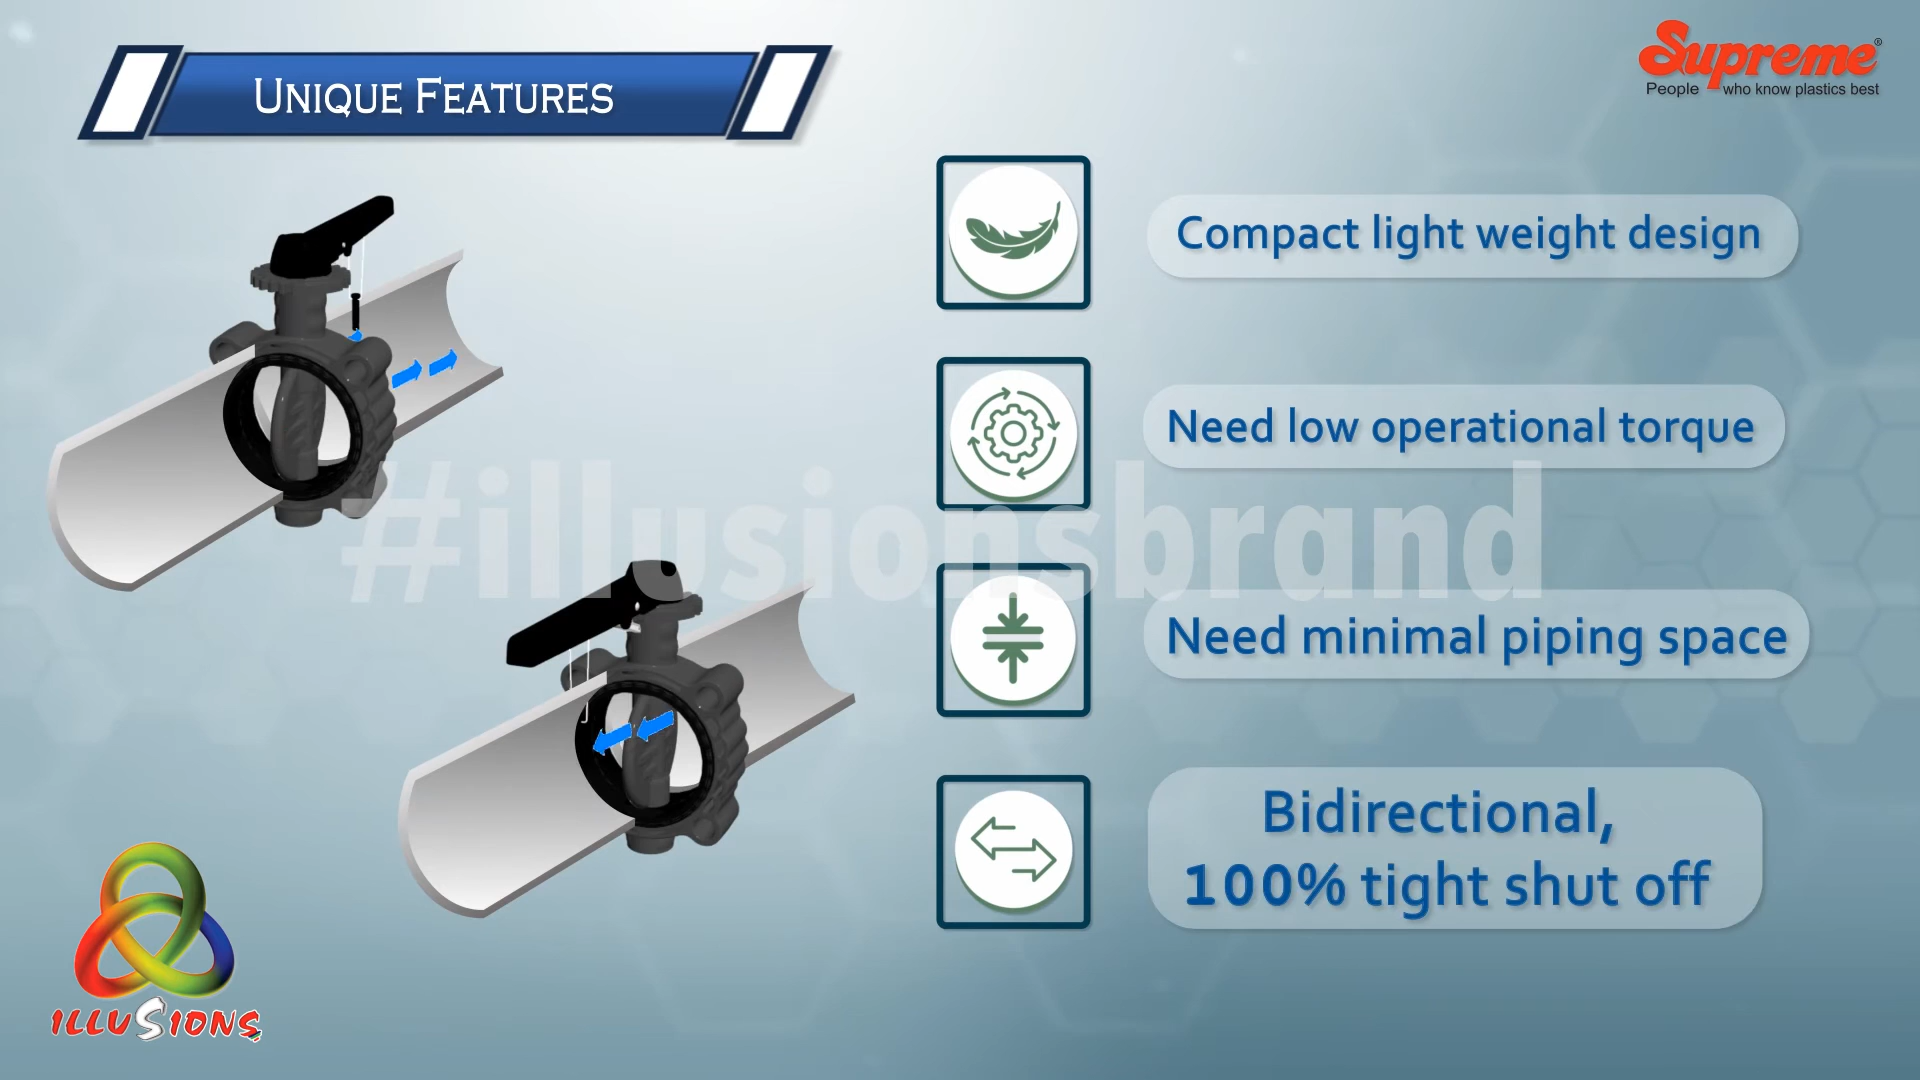 UNIQUE FEATURES
Supreme®
People who know plastics best
Compact light weight design
Need low operational torque
#illusionsbrand
Need minimal piping space
Bidirectional,
100% tight shut off
ILLUSIONS